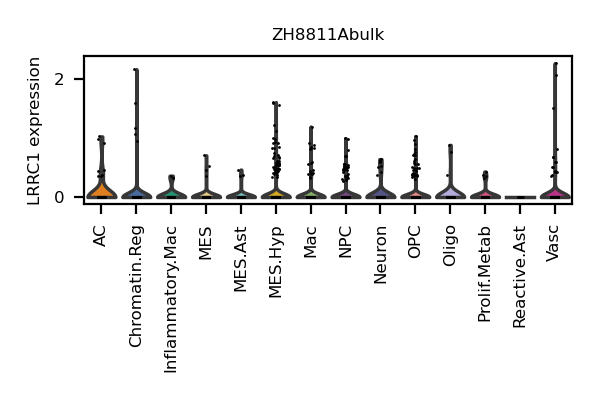 ZH8811Abulk
LRRC1 expression
2
0
AC
Chromatin.Reg
Inflammatory.Mac
MES
MES.Ast
MES.Hyp
Mac
NPC
Neuron
OPC
Oligo
Prolif.Metab
Reactive.Ast
Vasc